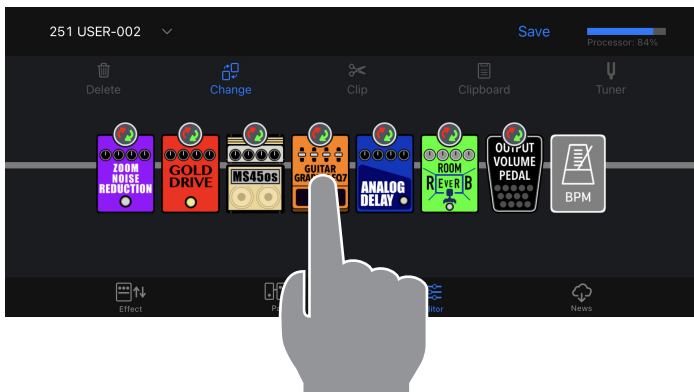 251 USER-002
Save
Processor: 84%
Delete
Change
Clip
Clipboard
Tuner
ZOOM
NOISE
REDUCTION
GOLD
DRIVE
MS45os
GUITAR
ANALOG
DELAY
ROOM
REvERB
OUTPUT
VOLUME
PEDAL
BPM
Effect
News